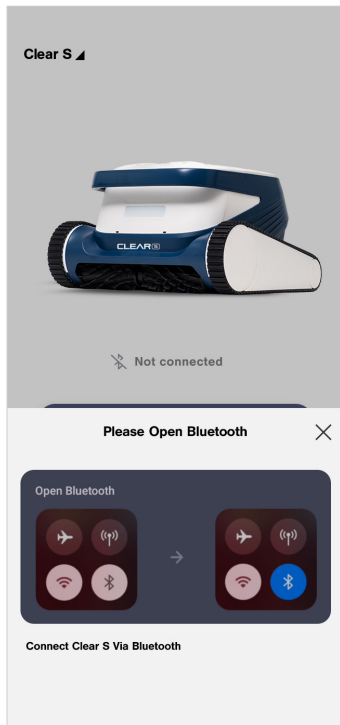 Clear S
CLEAR S
Not connected
Please Open Bluetooth
Open Bluetooth
Connect Clear S Via Bluetooth